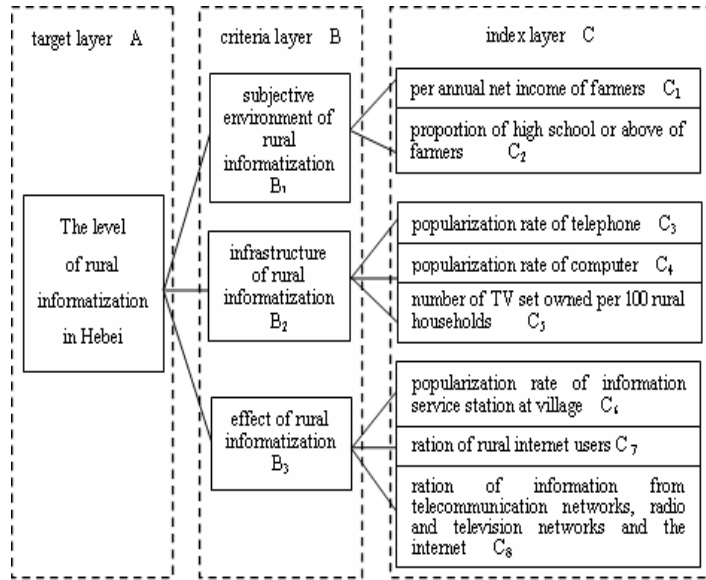 target layer A
criteria layer B
index layer C
The level
of rural
informatization
in Hebei
subjective
environment of
rural
informatization
B₁
infrastructure
of rural
informatization
B₂
effect of rural
informatization
B₃
per annual net income of farmers C₁
proportion of high school or above of
farmers C₂
popularization rate of telephone C₃
popularization rate of computer C₄
number of TV set owned per 100 rural
households C₅
popularization rate of information
service station at village C₆
ration of rural internet users C₇
ration of information from
telecommunication networks, radio
and television networks and the
internet C₈